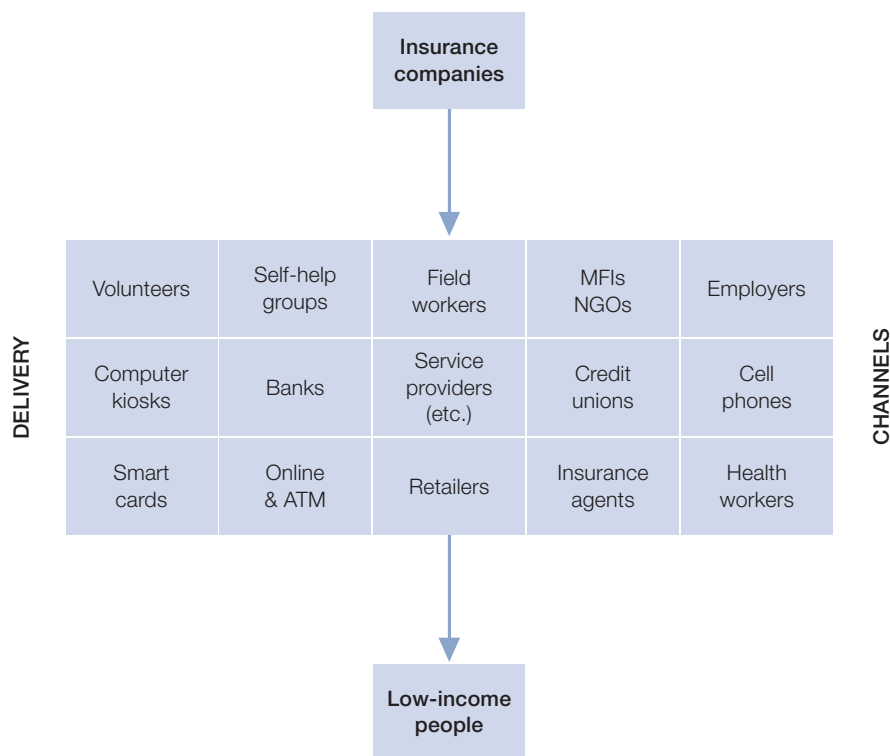 Insurance
companies
DELIVERY
Volunteers
Self-help
groups
Field
workers
MFIs
NGOs
Employers
Computer
kiosks
Banks
Service
providers
(etc.)
Credit
unions
Cell
phones
Smart
cards
Online
& ATM
Retailers
Insurance
agents
Health
workers
CHANNELS
Low-income
people